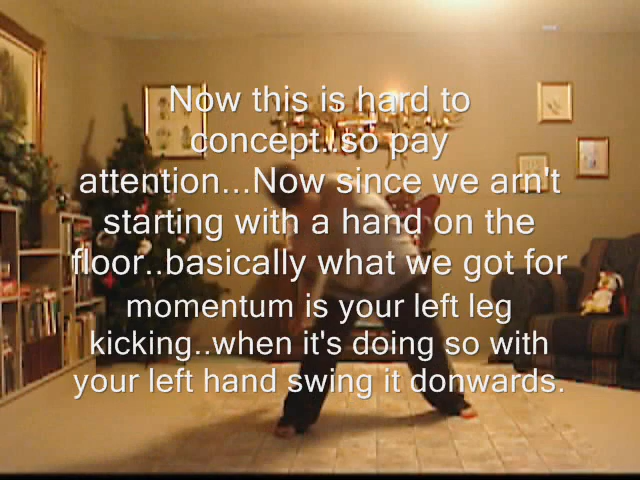 Now this is hard to
concept..so pay
attention...Now since we arn't
starting with a hand on the
floor..basically what we got for
momentum is your left leg
kicking..when it's doing so with
your left hand swing it donwards.